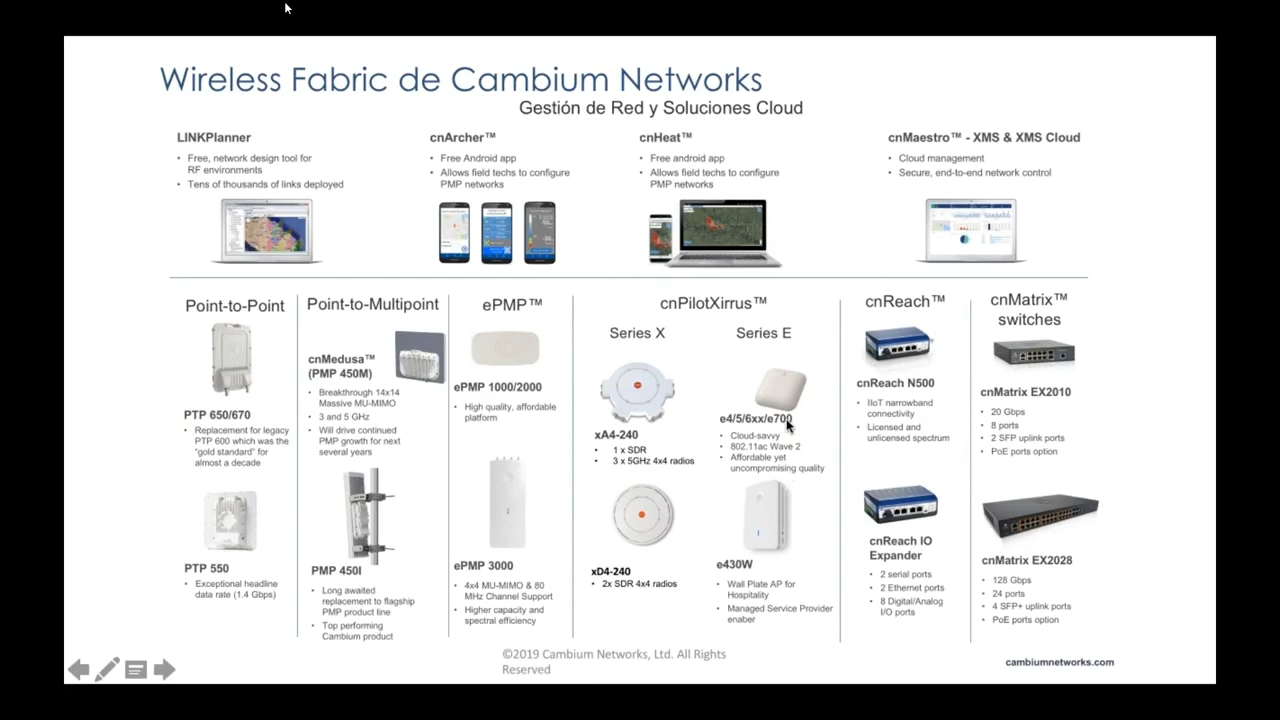 Wireless Fabric de Cambium Networks
Gestión de Red y Soluciones Cloud
LINKPlanner
• Free, network design tool for
RF environments
• Tens of thousands of links deployed
cnArcher™
• Free Android app
• Allows field techs to configure
PMP networks
cnHeat™
• Free android app
• Allows field techs to configure
PMP networks
cnMaestro™ - XMS & XMS Cloud
• Cloud management
• Secure, end-to-end network control
Point-to-Point
PTP 650/670
• Replacement for legacy
PTP 600 which was the
"gold standard" for
almost a decade
PTP 550
• Exceptional headline
data rate (1.4 Gbps)
Point-to-Multipoint
cnMedusa™
(PMP 450M)
• Breakthrough 14x14
Massive MU-MIMO
• 3 and 5 GHz
• Will drive continued
PMP growth for next
several years
PMP 450I
• Long awaited
replacement to flagship
PMP product line
• Top performing
Cambium product
ePMP™
ePMP 1000/2000
• High quality, affordable
platform
ePMP 3000
• 4x4 MU-MIMO & 80
MHz Channel Support
• Higher capacity and
spectral efficiency
cnPilotXirrus™
Series X
xA4-240
• 1 x SDR
• 3 x 5GHz 4x4 radios
xD4-240
• 2x SDR 4x4 radios
Series E
e4/5/6xx/e700
• Cloud-savvy
• 802.11ac Wave 2
• Affordable yet
uncompromising quality
e430W
• Wall Plate AP for
Hospitality
• Managed Service Provider
enaber
cnReach™
cnReach N500
• IIoT narrowband
connectivity
• Licensed and
unlicensed spectrum
cnReach IO
Expander
• 2 serial ports
• 2 Ethernet ports
• 8 Digital/Analog
I/O ports
cnMatrix™
switches
cnMatrix EX2010
• 20 Gbps
• 8 ports
• 2 SFP uplink ports
• PoE ports option
cnMatrix EX2028
• 128 Gbps
• 24 ports
• 4 SFP+ uplink ports
• PoE ports option
©2019 Cambium Networks, Ltd. All Rights
Reserved
cambiumnetworks.com